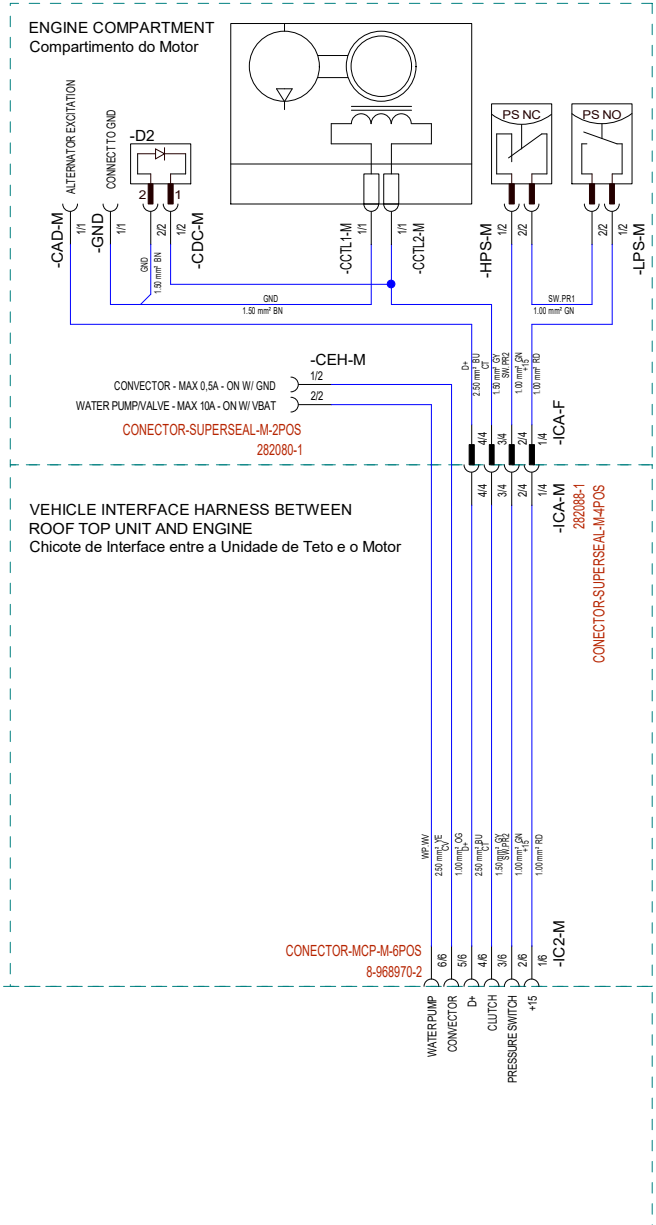 ENGINE COMPARTMENT
Compartimento do Motor
ALTERNATOR EXCITATION
CONNECT TO GND
-D2
2
1
PS NC
PS NO
-CAD-M
1/1
-GND
1/1
2/2
1/2
-CDC-M
-CCTL1-M
1/1
1/1
-CCTL2-M
-HPS-M
1/2
2/2
2/2
1/2
-LPS-M
GND
1.50 mm² BN
GND
1.50 mm² BN
SW.PR1
1.00 mm² GN
D+
2.50 mm² BU
CT
1.50 mm² GY
SW.PR2
1.00 mm² GN
+15
1.00 mm² RD
-CEH-M
CONVECTOR - MAX 0,5A - ON W/ GND
1/2
WATER PUMP/VALVE - MAX 10A - ON W/ VBAT
2/2
CONECTOR-SUPERSEAL-M-2POS
282080-1
4/4
3/4
2/4
1/4
-ICA-F
4/4
3/4
2/4
1/4
-ICA-M
282088-1
CONECTOR-SUPERSEAL-M-4POS
VEHICLE INTERFACE HARNESS BETWEEN
ROOF TOP UNIT AND ENGINE
Chicote de Interface entre a Unidade de Teto e o Motor
WP.WV
2.50 mm² YE
CV
1.00 mm² OG
D+
2.50 mm² BU
CT
1.50 mm² GY
SW.PR2
1.00 mm² GN
+15
1.00 mm² RD
CONECTOR-MCP-M-6POS
8-968970-2
6/6
5/6
4/6
3/6
2/6
1/6
-IC2-M
WATER PUMP
CONVECTOR
D+
CLUTCH
PRESSURE SWITCH
+15